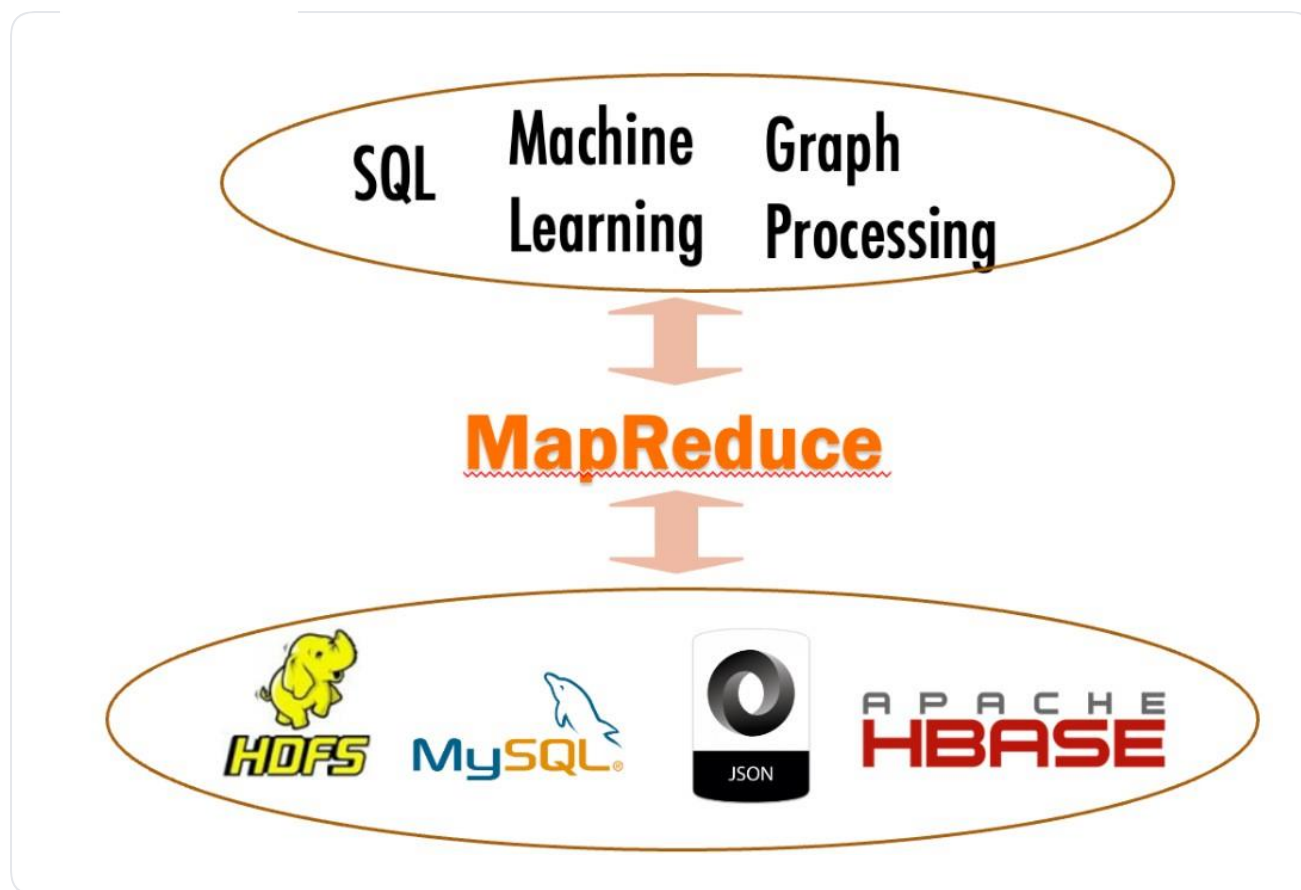 SQL
Machine
Learning
Graph
Processing
MapReduce
HDFS
MySQL®
JSON
APACHE
HBASE